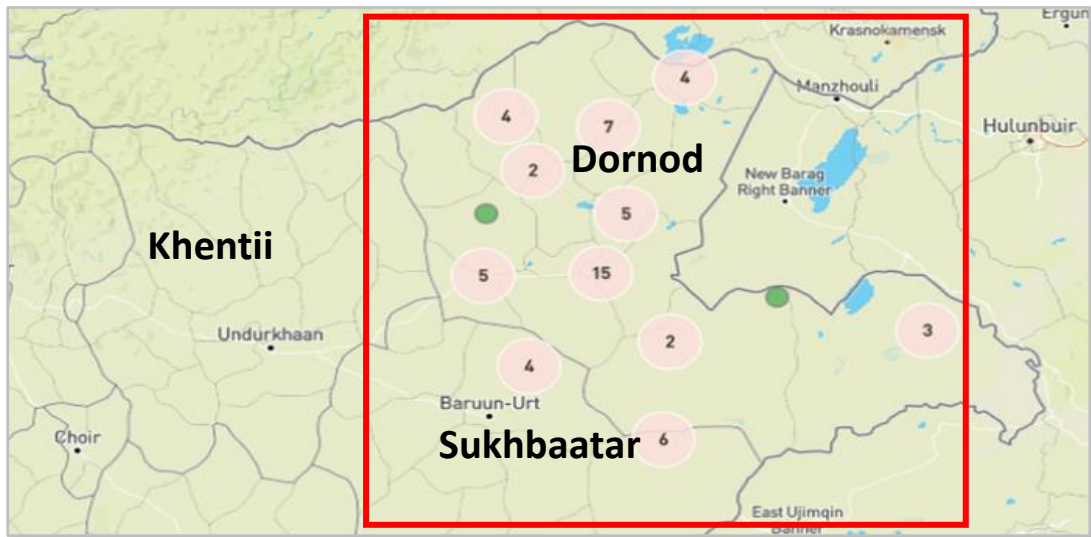 Ergun
Krasnokamensk
4
Manzhouli
4
7
Hulunbuir
Dornod
2
New Barag
Right Banner
5
Khentii
5
15
3
Undurkhaan
2
4
Baruun-Urt
Choir
Sukhbaatar
6
East Ujimqin
Banner